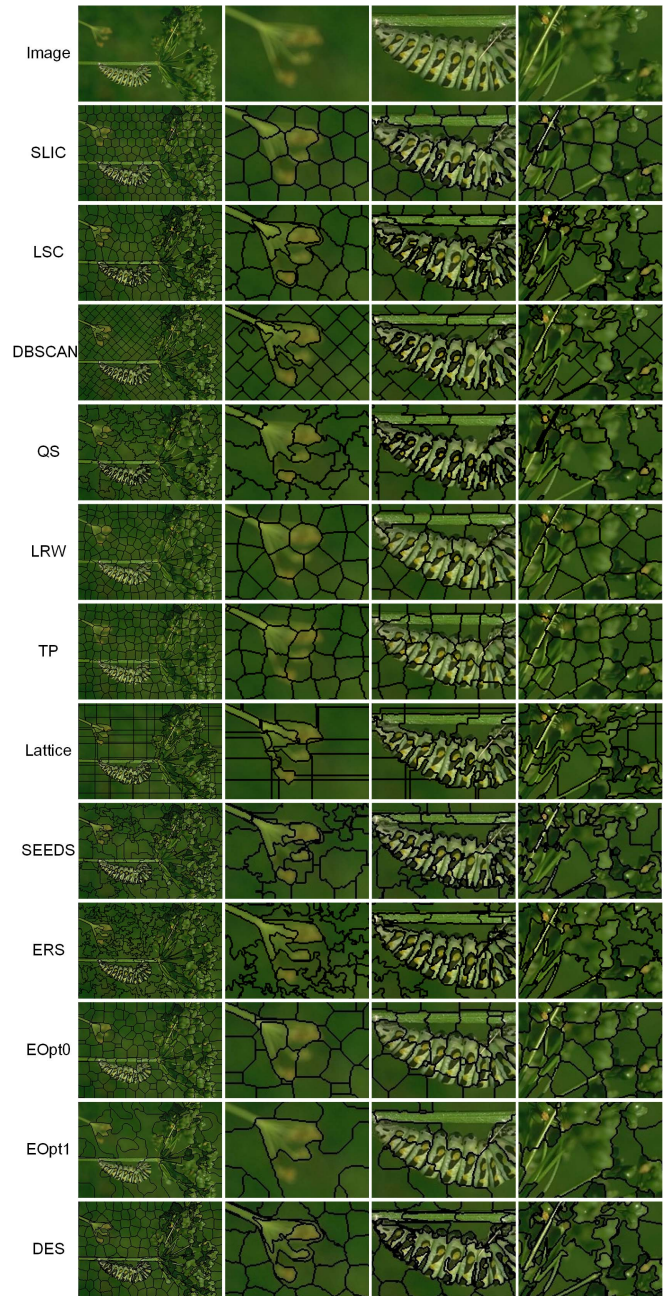 Image
SLIC
LSC
DBSCAN
QS
LRW
TP
Lattice
SEEDS
ERS
EOpt0
EOpt1
DES